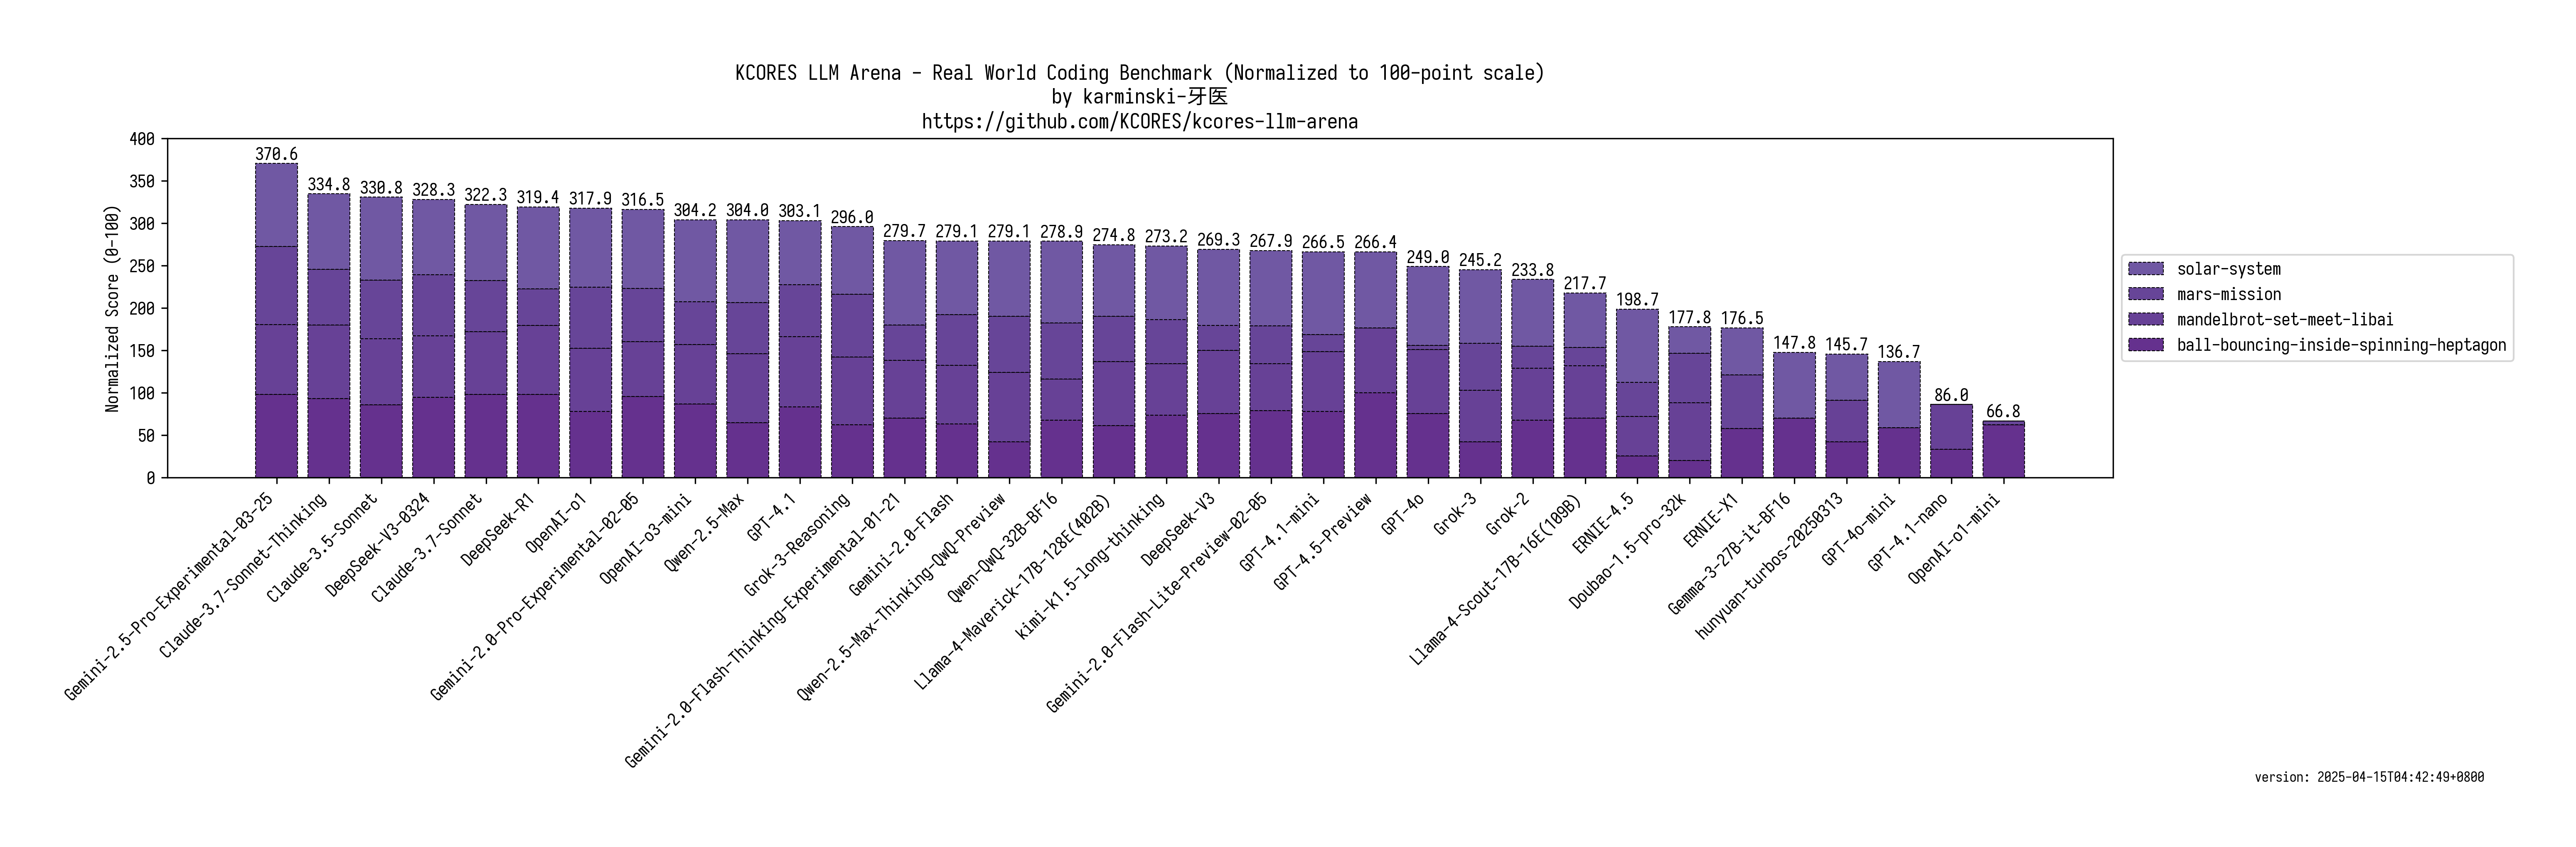 KCORES LLM Arena - Real World Coding Benchmark (Normalized to 100-point scale)
by karminski-牙医
https://github.com/KCORES/kcores-llm-arena
Normalized Score (0-100)
400
350
300
250
200
150
100
50
0
370.6
334.8
330.8
328.3
322.3
319.4
317.9
316.5
304.2
304.0
303.1
296.0
279.7
279.1
279.1
278.9
274.8
273.2
269.3
267.9
266.5
266.4
249.0
245.2
233.8
217.7
198.7
177.8
176.5
147.8
145.7
136.7
86.0
66.8
Gemini-2.5-Pro-Experimental-03-25
Claude-3.7-Sonnet-Thinking
Claude-3.5-Sonnet
DeepSeek-V3-0324
Claude-3.7-Sonnet
DeepSeek-R1
OpenAI-o1
Gemini-2.0-Pro-Experimental-02-05
OpenAI-o3-mini
Qwen-2.5-Max
GPT-4.1
Grok-3-Reasoning
Gemini-2.0-Flash-Thinking-Experimental-01-21
Gemini-2.0-Flash
Qwen-2.5-Max-Thinking-QwQ-Preview
Qwen-QwQ-32B-BF16
Llama-4-Maverick-17B-128E(402B)
kimi-k1.5-long-thinking
DeepSeek-V3
Gemini-2.0-Flash-Lite-Preview-02-05
GPT-4.1-mini
GPT-4.5-Preview
GPT-4o
Grok-3
Grok-2
Llama-4-Scout-17B-16E(109B)
ERNIE-4.5
Doubao-1.5-pro-32k
ERNIE-X1
Gemma-3-27B-it-BF16
hunyuan-turbos-20250313
GPT-4o-mini
GPT-4.1-nano
OpenAI-o1-mini
solar-system
mars-mission
mandelbrot-set-meet-libai
ball-bouncing-inside-spinning-heptagon
version: 2025-04-15T04:42:49+0800